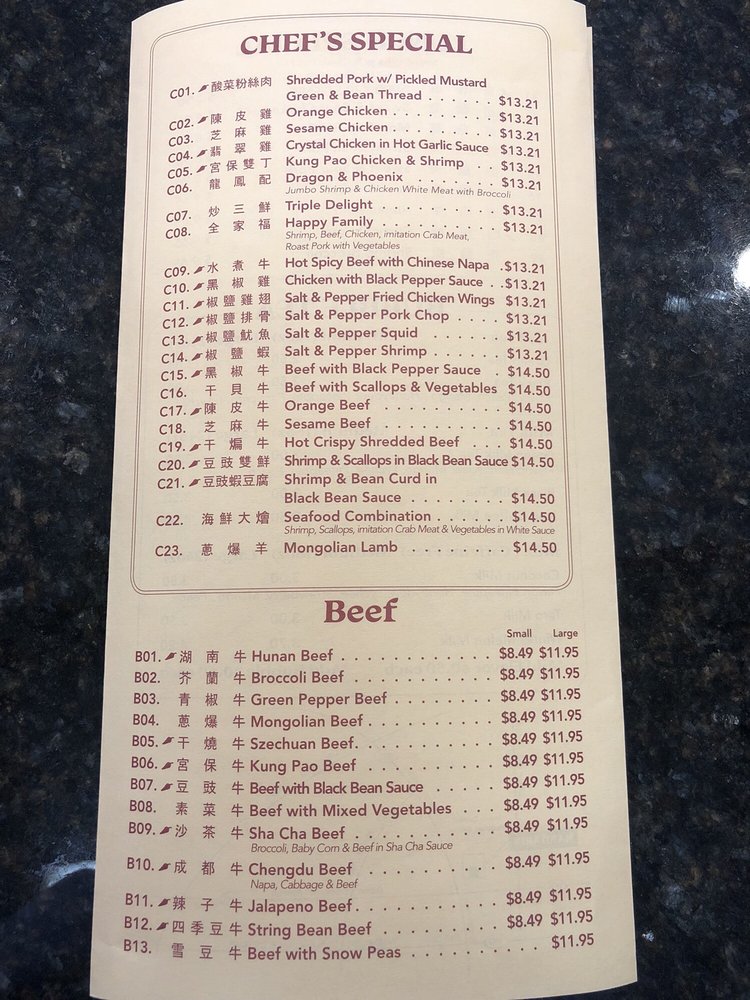 CHEF'S SPECIAL
C01. 酸菜粉絲肉 Shredded Pork w/ Pickled Mustard
Green & Bean Thread . . . . . . $13.21
C02. 陳皮雞 Orange Chicken . . . . . . . . . . $13.21
C03. 芝麻雞 Sesame Chicken . . . . . . . . . . $13.21
C04. 翡翠雞 Crystal Chicken in Hot Garlic Sauce $13.21
C05. 宮保雙丁 Kung Pao Chicken & Shrimp . . $13.21
C06. 龍鳳配 Dragon & Phoenix . . . . . . . . $13.21
Jumbo Shrimp & Chicken White Meat with Broccoli
C07. 炒三鮮 Triple Delight . . . . . . . . . . . $13.21
C08. 全家福 Happy Family . . . . . . . . . . . $13.21
Shrimp, Beef, Chicken, imitation Crab Meat,
Roast Pork with Vegetables
C09. 水煮牛 Hot Spicy Beef with Chinese Napa . $13.21
C10. 黑椒雞 Chicken with Black Pepper Sauce . . $13.21
C11. 椒鹽雞翅 Salt & Pepper Fried Chicken Wings $13.21
C12. 椒鹽排骨 Salt & Pepper Pork Chop . . . . $13.21
C13. 椒鹽魷魚 Salt & Pepper Squid . . . . . . $13.21
C14. 椒鹽蝦 Salt & Pepper Shrimp . . . . . . $13.21
C15. 黑椒牛 Beef with Black Pepper Sauce . $14.50
C16. 干貝牛 Beef with Scallops & Vegetables $14.50
C17. 陳皮牛 Orange Beef . . . . . . . . . . $14.50
C18. 芝麻牛 Sesame Beef . . . . . . . . . . $14.50
C19. 干煸牛 Hot Crispy Shredded Beef . . . $14.50
C20. 豆豉雙鮮 Shrimp & Scallops in Black Bean Sauce $14.50
C21. 豆豉蝦豆腐 Shrimp & Bean Curd in
Black Bean Sauce . . . . . . . . $14.50
C22. 海鮮大燴 Seafood Combination . . . . . . $14.50
Shrimp, Scallops, imitation Crab Meat & Vegetables in White Sauce
C23. 蔥爆羊 Mongolian Lamb . . . . . . . . $14.50
Beef
Small Large
B01. 湖南牛 Hunan Beef . . . . . . . . . . . . . $8.49 $11.95
B02. 芥蘭牛 Broccoli Beef . . . . . . . . . . . . $8.49 $11.95
B03. 青椒牛 Green Pepper Beef . . . . . . . . $8.49 $11.95
B04. 蔥爆牛 Mongolian Beef . . . . . . . . . . $8.49 $11.95
B05. 干燒牛 Szechuan Beef. . . . . . . . . . . $8.49 $11.95
B06. 宮保牛 Kung Pao Beef . . . . . . . . . . $8.49 $11.95
B07. 豆豉牛 Beef with Black Bean Sauce . . . . . $8.49 $11.95
B08. 素菜牛 Beef with Mixed Vegetables . . . $8.49 $11.95
B09. 沙茶牛 Sha Cha Beef . . . . . . . . . . . $8.49 $11.95
Broccoli, Baby Corn & Beef in Sha Cha Sauce
B10. 成都牛 Chengdu Beef . . . . . . . . . . $8.49 $11.95
Napa, Cabbage & Beef
B11. 辣子牛 Jalapeno Beef. . . . . . . . . . . $8.49 $11.95
B12. 四季豆牛 String Bean Beef . . . . . . . . . $8.49 $11.95
B13. 雪豆牛 Beef with Snow Peas . . . . . . . . . . . $11.95